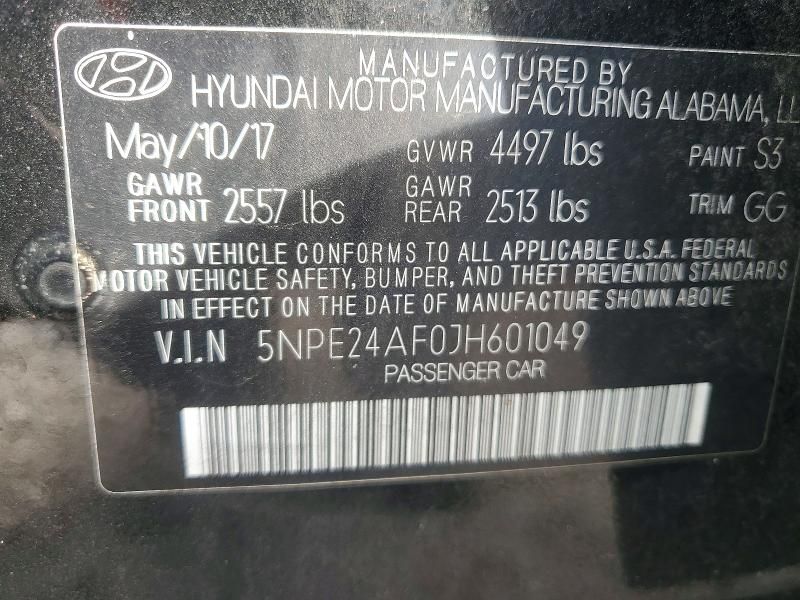 MANUFACTURED BY
HYUNDAI MOTOR MANUFACTURING ALABAMA, LL
May/10/17 GVWR 4497 lbs PAINT S3
GAWR FRONT 2557 lbs GAWR REAR 2513 lbs TRIM GG
THIS VEHICLE CONFORMS TO ALL APPLICABLE U.S.A. FEDERAL
MOTOR VEHICLE SAFETY, BUMPER, AND THEFT PREVENTION STANDARDS
IN EFFECT ON THE DATE OF MANUFACTURE SHOWN ABOVE
V.I.N 5NPE24AF0JH601049
PASSENGER CAR